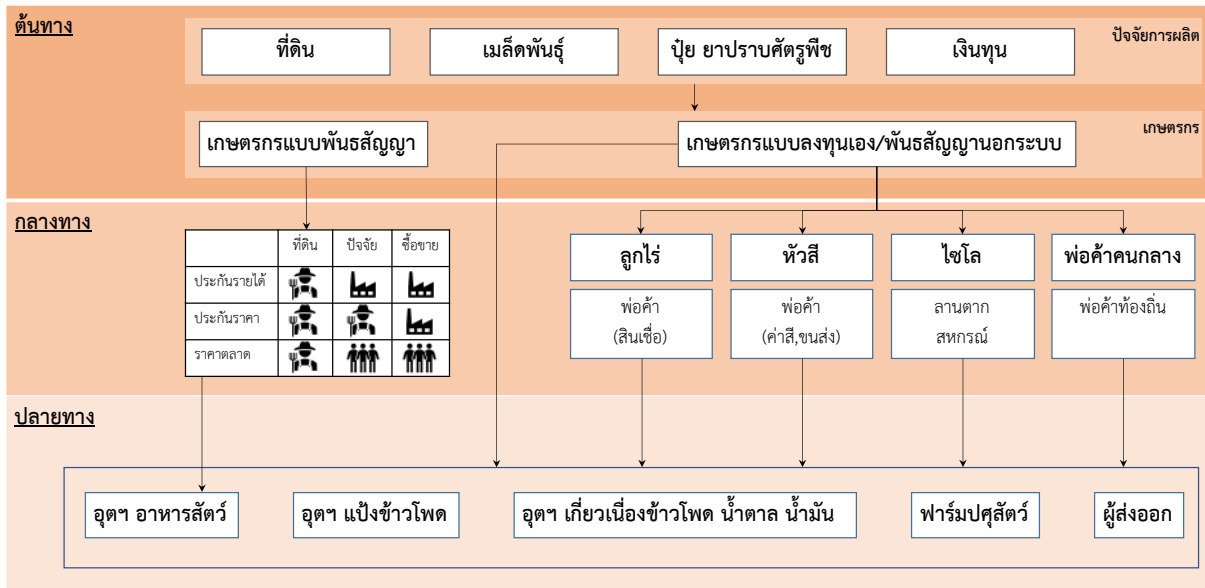 ต้นทาง
ปัจจัยการผลิต
ที่ดิน
เมล็ดพันธุ์
ปุ๋ย ยาปราบศัตรูพืช
เงินทุน
เกษตรกร
เกษตรกรแบบพันธสัญญา
เกษตรกรแบบลงทุนเอง/พันธสัญญานอกระบบ
กลางทาง
ที่ดิน
ปัจจัย
ซื้อขาย
ประกันรายได้
ประกันราคา
ราคาตลาด
ลูกไร่
พ่อค้า
(สินเชื่อ)
หัวสี
พ่อค้า
(ค่าสี,ขนส่ง)
ไซโล
ลานตาก
สหกรณ์
พ่อค้าคนกลาง
พ่อค้าท้องถิ่น
ปลายทาง
อุตฯ อาหารสัตว์
อุตฯ แป้งข้าวโพด
อุตฯ เกี่ยวเนื่องข้าวโพด น้ำตาล น้ำมัน
ฟาร์มปศุสัตว์
ผู้ส่งออก